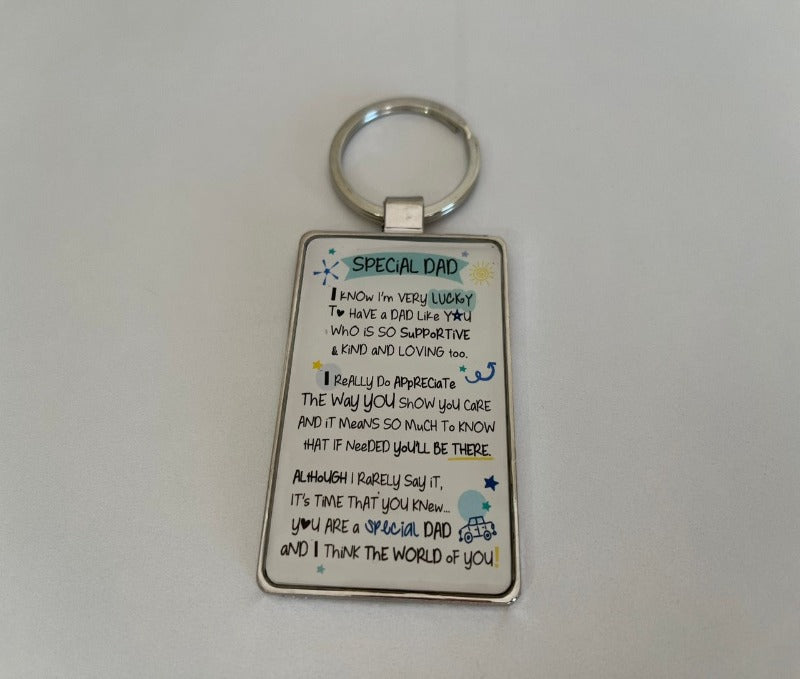 SPECiAL DAD
I KNOw I'm VERy LUCKY
T♥ HaVE a DAD LiKe Y★U
WhO iS SO SuPPoRTiVE
& KiND aND LOViNG too.
I ReALLY Do APpRECiaTe
ThE Way YOU ShOW YoU CaRE
AND iT MeaNS SO MuCH To KNOW
tHAT IF NeeDED YoU'LL BE THERE.
ALtHoUGH I RaRELY Say iT,
IT's TiME THAT YOU KNew...
y♥U ARE a SPecial DAD
aND I ThiNK THE WORLD oF YOU!